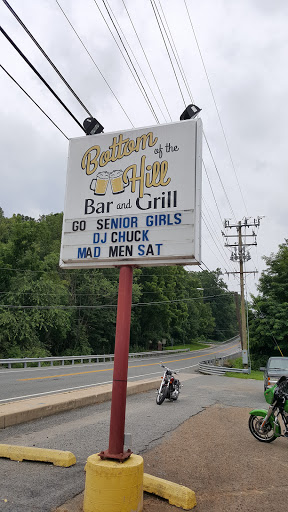 Bottom of the
Hill
Bar and Grill
GO SENIOR GIRLS
DJ CHUCK
MAD MEN SAT